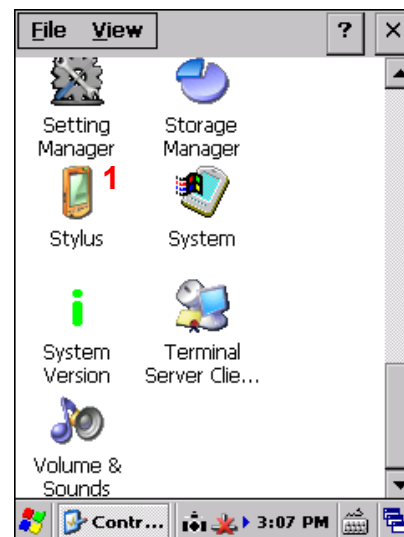 File View ? ×
Setting Manager
Storage Manager
1
Stylus
System
System Version
Terminal Server Clie...
Volume & Sounds
Contr... 3:07 PM